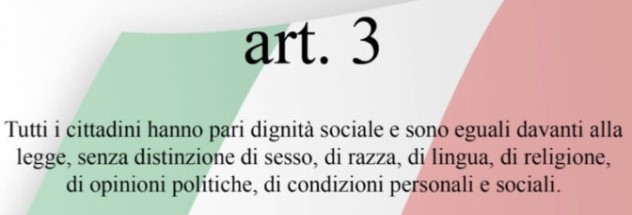 art. 3
Tutti i cittadini hanno pari dignità sociale e sono eguali davanti alla
legge, senza distinzione di sesso, di razza, di lingua, di religione,
di opinioni politiche, di condizioni personali e sociali.